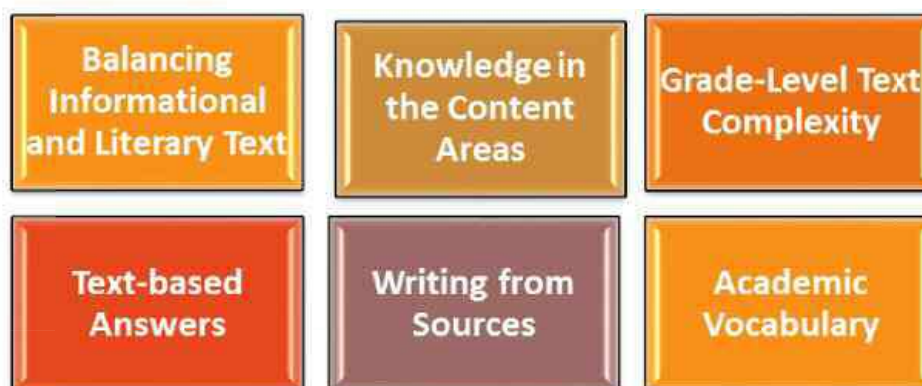 Balancing
Informational
and Literary Text
Knowledge in
the Content
Areas
Grade-Level Text
Complexity
Text-based
Answers
Writing from
Sources
Academic
Vocabulary